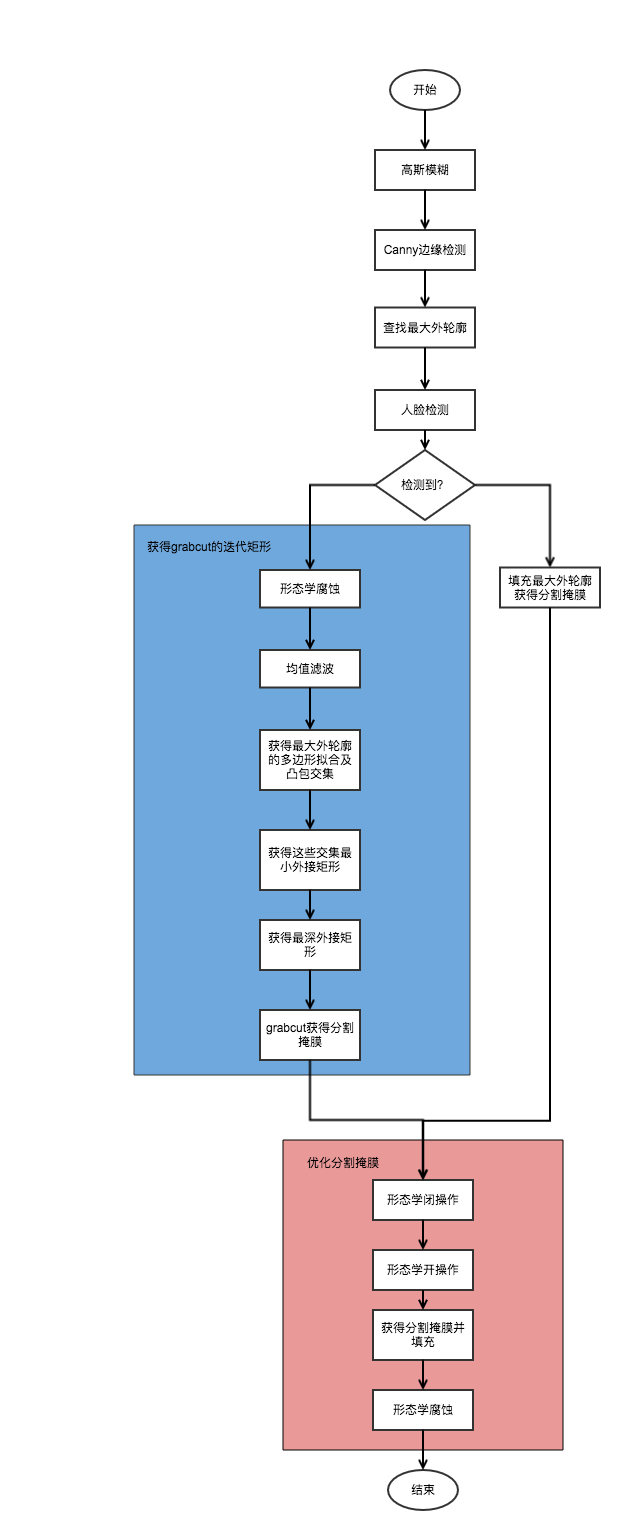 开始
高斯模糊
Canny边缘检测
查找最大外轮廓
人脸检测
检测到?
获得grabcut的迭代矩形
形态学腐蚀
均值滤波
获得最大外轮廓
的多边形拟合及
凸包交集
获得这些交集最
小外接矩形
获得最深外接矩
形
grabcut获得分割
掩膜
填充最大外轮廓
获得分割掩膜
优化分割掩膜
形态学闭操作
形态学开操作
获得分割掩膜并
填充
形态学腐蚀
结束